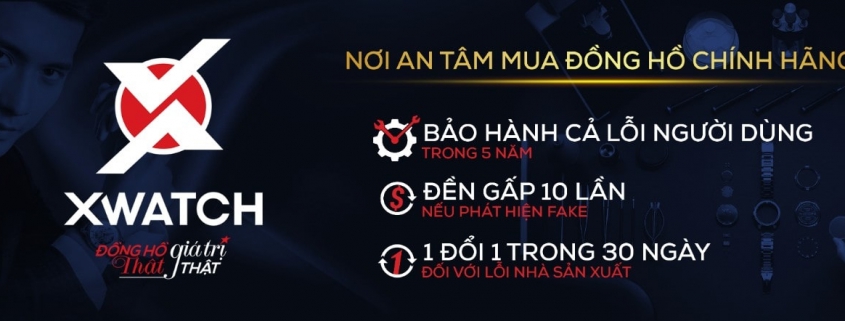 XWATCH
ĐỒNG HỒ giá trị
Thật THẬT
NƠI AN TÂM MUA ĐỒNG HỒ CHÍNH HÃNG
BẢO HÀNH CẢ LỖI NGƯỜI DÙNG
TRONG 5 NĂM
$ ĐỀN GẤP 10 LẦN
NẾU PHÁT HIỆN FAKE
1 1 ĐỔI 1 TRONG 30 NGÀY
ĐỐI VỚI LỖI NHÀ SẢN XUẤT